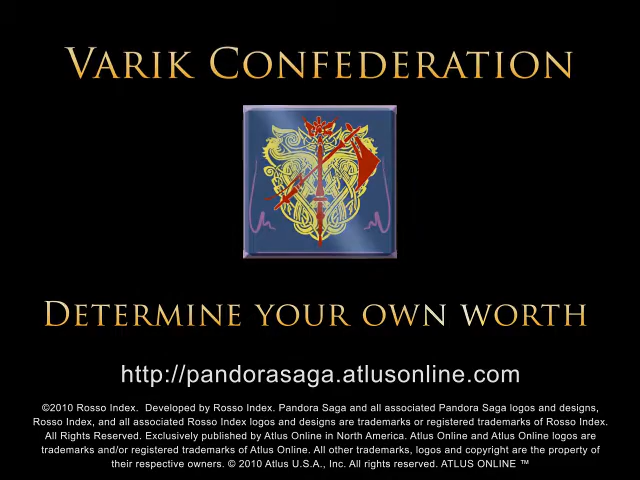 VARIK CONFEDERATION
DETERMINE YOUR OWN WORTH
http://pandorasaga.atlusonline.com
©2010 Rosso Index.  Developed by Rosso Index. Pandora Saga and all associated Pandora Saga logos and designs,
Rosso Index, and all associated Rosso Index logos and designs are trademarks or registered trademarks of Rosso Index.
All Rights Reserved. Exclusively published by Atlus Online in North America. Atlus Online and Atlus Online logos are
trademarks and/or registered trademarks of Atlus Online. All other trademarks, logos and copyright are the property of
their respective owners. © 2010 Atlus U.S.A., Inc. All rights reserved. ATLUS ONLINE ™